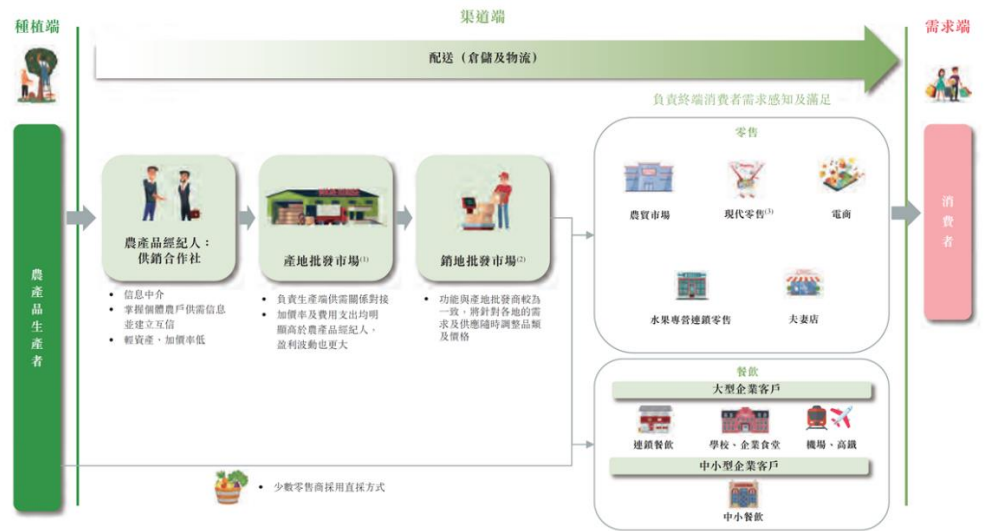 種植端
渠道端
需求端
配送（倉儲及物流）
負責終端消費者需求感知及滿足
農產品生產者
農產品經紀人：
供銷合作社
• 信息中介
• 掌握個體農戶供需信息
並建立互信
• 輕資產、加價率低
產地批發市場(1)
• 負責生產端供需關係對接
• 加價率及費用支出均明
顯高於農產品經紀人，
盈利波動也更大
銷地批發市場(2)
• 功能與產地批發商較為
一致，將針對各地的需
求及供應隨時調整品類
及價格
零售
農貿市場
現代零售(3)
電商
水果專營連鎖零售
夫妻店
餐飲
大型企業客戶
連鎖餐飲
學校、企業食堂
機場、高鐵
中小型企業客戶
中小餐飲
• 少數零售商採用直採方式
消費者